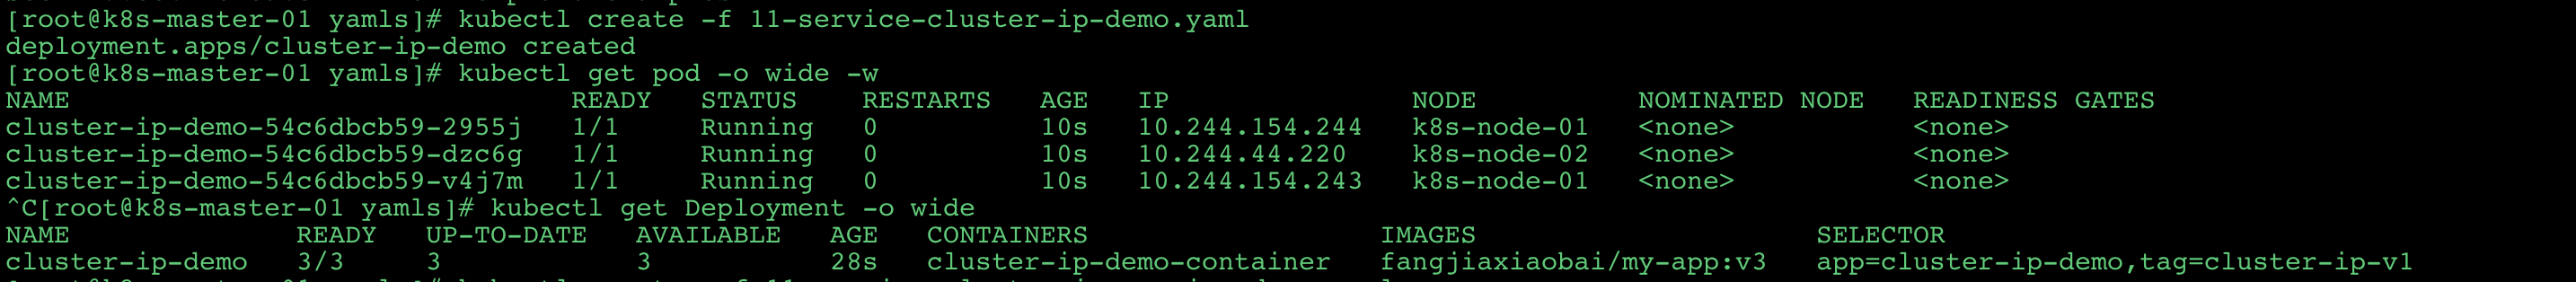 [root@k8s-master-01 yamls]# kubectl create -f 11-service-cluster-ip-demo.yaml
deployment.apps/cluster-ip-demo created
[root@k8s-master-01 yamls]# kubectl get pod -o wide -w
NAME READY STATUS RESTARTS AGE IP NODE NOMINATED NODE READINESS GATES
cluster-ip-demo-54c6dbcb59-2955j 1/1 Running 0 10s 10.244.154.244 k8s-node-01 <none> <none>
cluster-ip-demo-54c6dbcb59-dzc6g 1/1 Running 0 10s 10.244.44.220 k8s-node-02 <none> <none>
cluster-ip-demo-54c6dbcb59-v4j7m 1/1 Running 0 10s 10.244.154.243 k8s-node-01 <none> <none>
^C[root@k8s-master-01 yamls]# kubectl get Deployment -o wide
NAME READY UP-TO-DATE AVAILABLE AGE CONTAINERS IMAGES SELECTOR
cluster-ip-demo 3/3 3 3 28s cluster-ip-demo-container fangjiaxiaobai/my-app:v3 app=cluster-ip-demo,tag=cluster-ip-v1